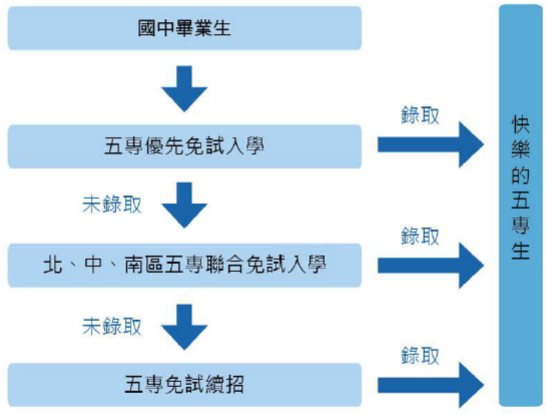 國中畢業生
五專優先免試入學
錄取
未錄取
北、中、南區五專聯合免試入學
錄取
未錄取
五專免試續招
錄取
快樂的五專生